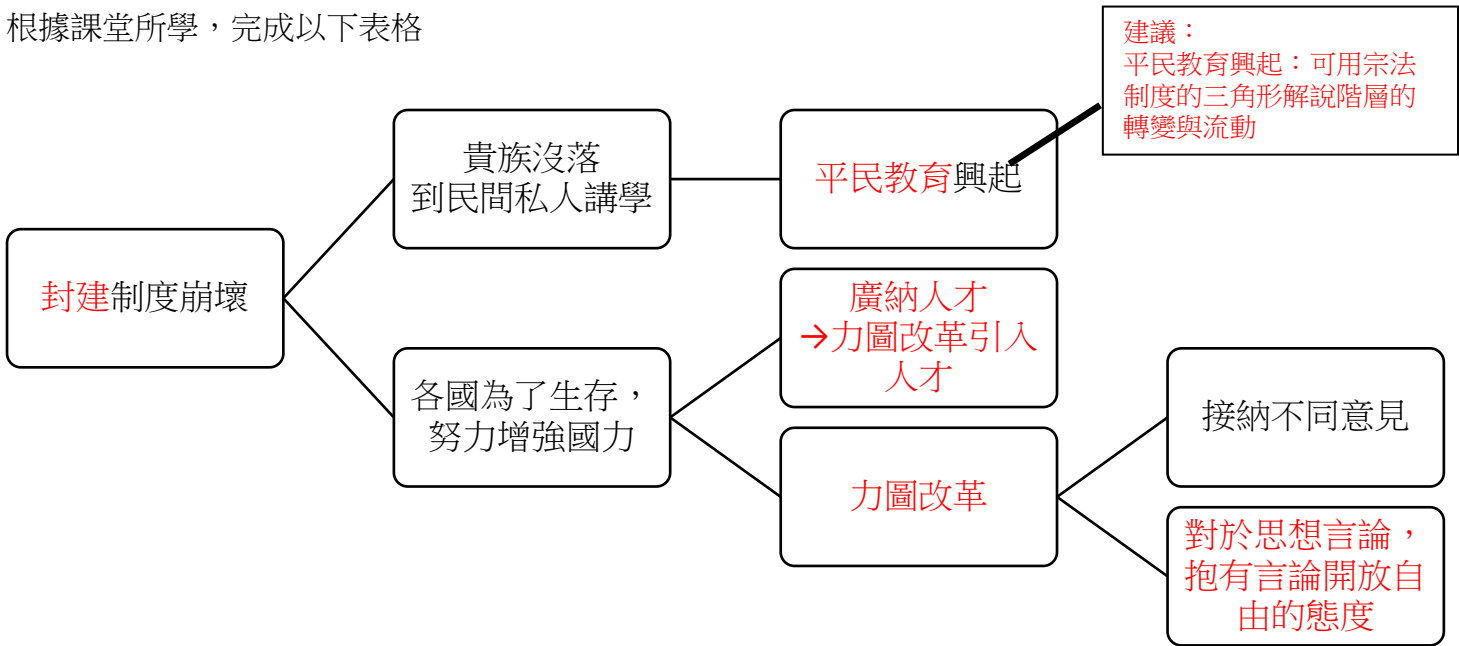 根據課堂所學，完成以下表格
建議：
平民教育興起：可用宗法
制度的三角形解說階層的
轉變與流動
貴族沒落
到民間私人講學
平民教育興起
封建制度崩壞
廣納人才
→力圖改革引入
人才
各國為了生存，
努力增強國力
接納不同意見
力圖改革
對於思想言論，
抱有言論開放自
由的態度